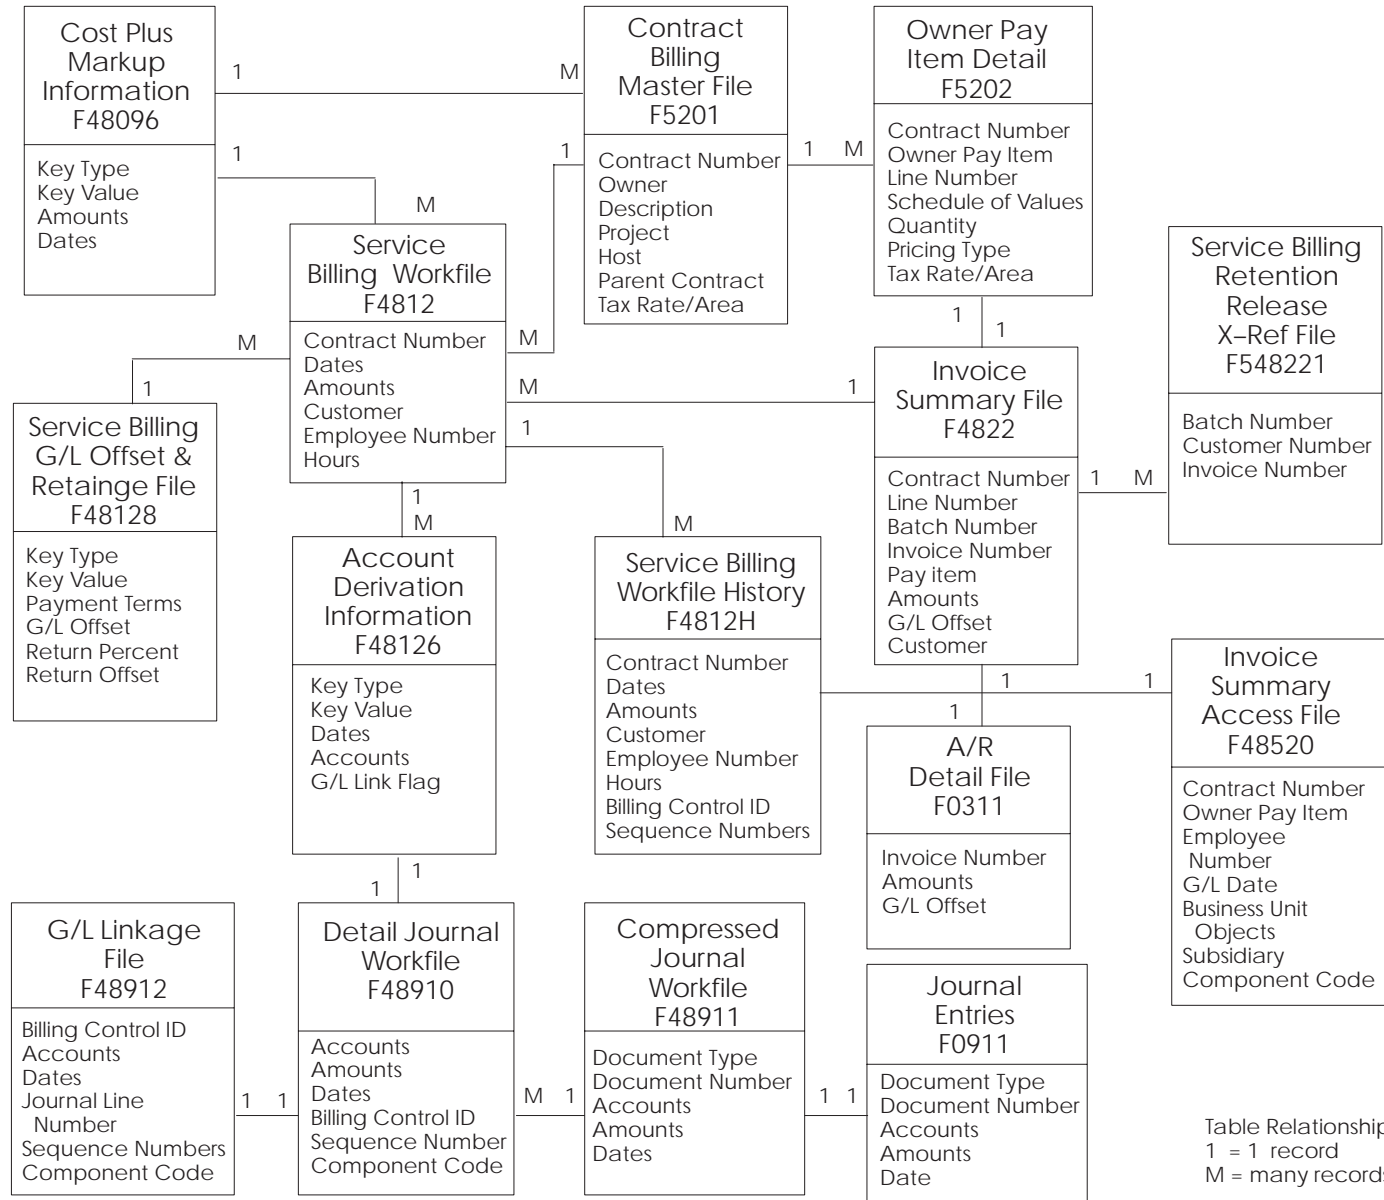 Cost Plus
Markup
Information
F48096
Key Type
Key Value
Amounts
Dates
1
M
1
M
Contract
Billing
Master File
F5201
Contract Number
Owner
Description
Project
Host
Parent Contract
Tax Rate/Area
1
M
1
M
Owner Pay
Item Detail
F5202
Contract Number
Owner Pay Item
Line Number
Schedule of Values
Quantity
Pricing Type
Tax Rate/Area
1
1
Service
Billing Workfile
F4812
Contract Number
Dates
Amounts
Customer
Employee Number
Hours
M
1
M
1
1
M
1
M
Service Billing
Retention
Release
X–Ref File
F548221
Batch Number
Customer Number
Invoice Number
Invoice
Summary File
F4822
Contract Number
Line Number
Batch Number
Invoice Number
Pay item
Amounts
G/L Offset
Customer
1
M
1
1
1
Service Billing
G/L Offset &
Retainge File
F48128
Key Type
Key Value
Payment Terms
G/L Offset
Return Percent
Return Offset
Account
Derivation
Information
F48126
Key Type
Key Value
Dates
Accounts
G/L Link Flag
1
1
Service Billing
Workfile History
F4812H
Contract Number
Dates
Amounts
Customer
Employee Number
Hours
Billing Control ID
Sequence Numbers
A/R
Detail File
F0311
Invoice Number
Amounts
G/L Offset
Invoice
Summary
Access File
F48520
Contract Number
Owner Pay Item
Employee
Number
G/L Date
Business Unit
Objects
Subsidiary
Component Code
G/L Linkage
File
F48912
Billing Control ID
Accounts
Dates
Journal Line
Number
Sequence Numbers
Component Code
1
1
Detail Journal
Workfile
F48910
Accounts
Amounts
Dates
Billing Control ID
Sequence Number
Component Code
M
1
Compressed
Journal
Workfile
F48911
Document Type
Document Number
Accounts
Amounts
Dates
1
1
Journal
Entries
F0911
Document Type
Document Number
Accounts
Amounts
Date
Table Relationship
1 = 1 record
M = many records